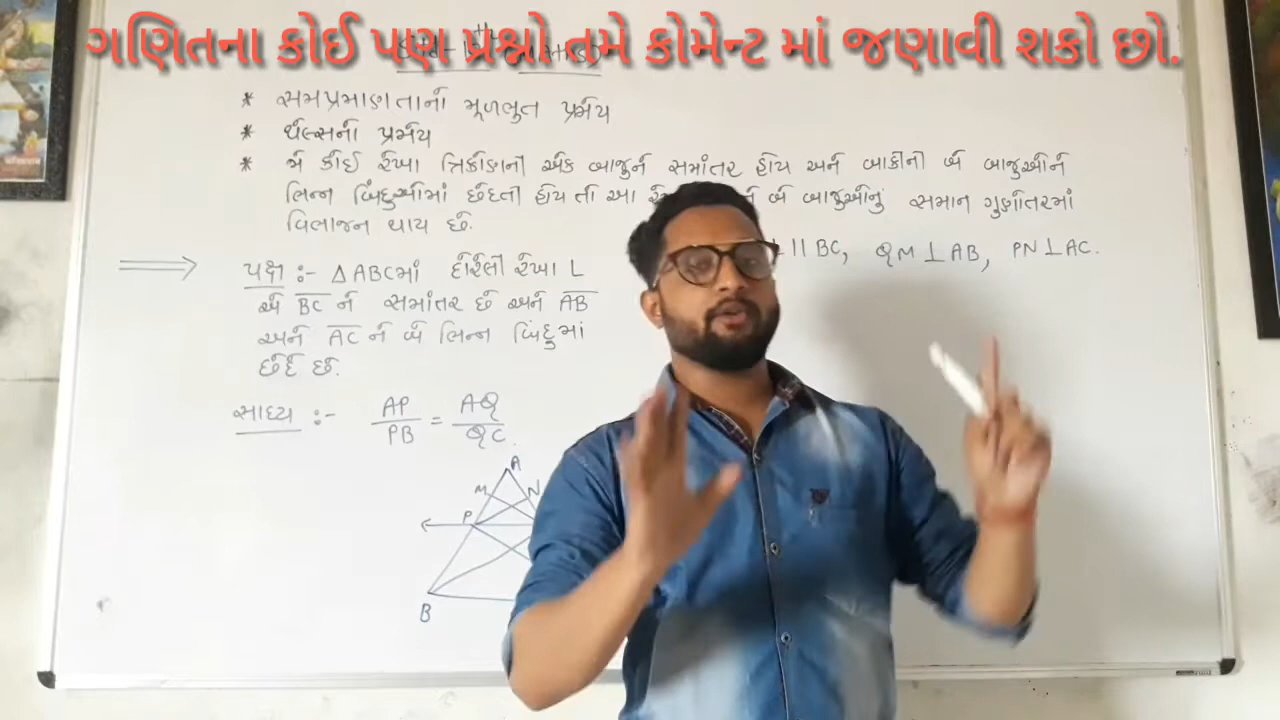 ગણિતના કોઈ પણ પ્રશ્નો તમે કોમેન્ટ માં જણાવી શકો છો.
* સમપ્રમાણતાનો મૂળભુત પ્રમેય
* થેલ્સનો પ્રમેય
* જો કોઈ રેખા ત્રિકોણની એક બાજુને સમાંતર હોય અને બાકીની બે બાજુઓને
ભિન્ન બિંદુઓમાં છેદતી હોય તો આ બે બાજુઓનું સમાન ગુણોતરમાં
વિભાજન થાય છે.
|| BC, QM ⊥ AB, PN ⊥ AC.
પક્ષ :- ΔABCમાં દોરેલી રેખા L
એ BC ને સમાંતર છે અને AB
અને AC ને બે ભિન્ન બિંદુમાં
છેદે છે.
સાધ્ય :- AP/PB = AQ/QC.
A
M N
P
B